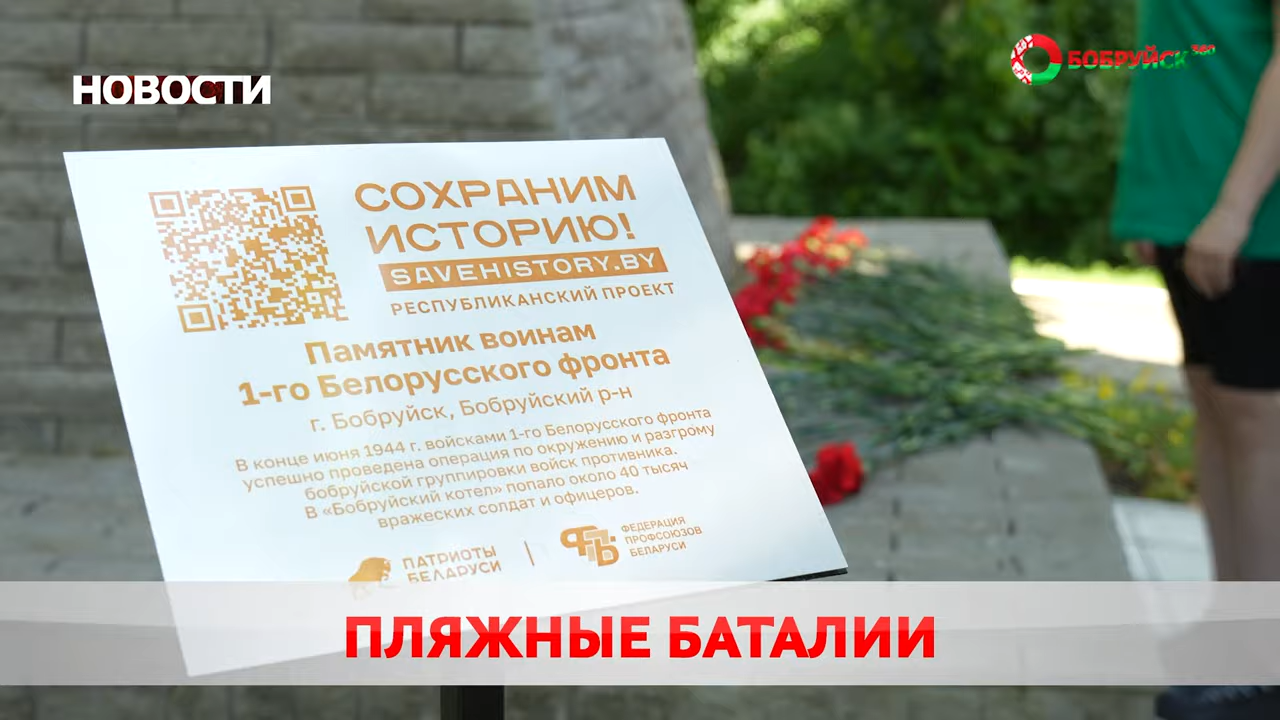 НОВОСТИ
БОБРУЙСК 360
СОХРАНИМ
ИСТОРИЮ!
SAVEHISTORY.BY
РЕСПУБЛИКАНСКИЙ ПРОЕКТ
Памятник воинам
1-го Белорусского фронта
г. Бобруйск, Бобруйский р-н
В конце июня 1944 г. войсками 1-го Белорусского фронта
успешно проведена операция по окружению и разгрому
бобруйской группировки войск противника.
В «Бобруйский котел» попало около 40 тысяч
вражеских солдат и офицеров.
ПАТРИОТЫ
БЕЛАРУСИ
ФПБ
ФЕДЕРАЦИЯ
ПРОФСОЮЗОВ
БЕЛАРУСИ
ПЛЯЖНЫЕ БАТАЛИИ